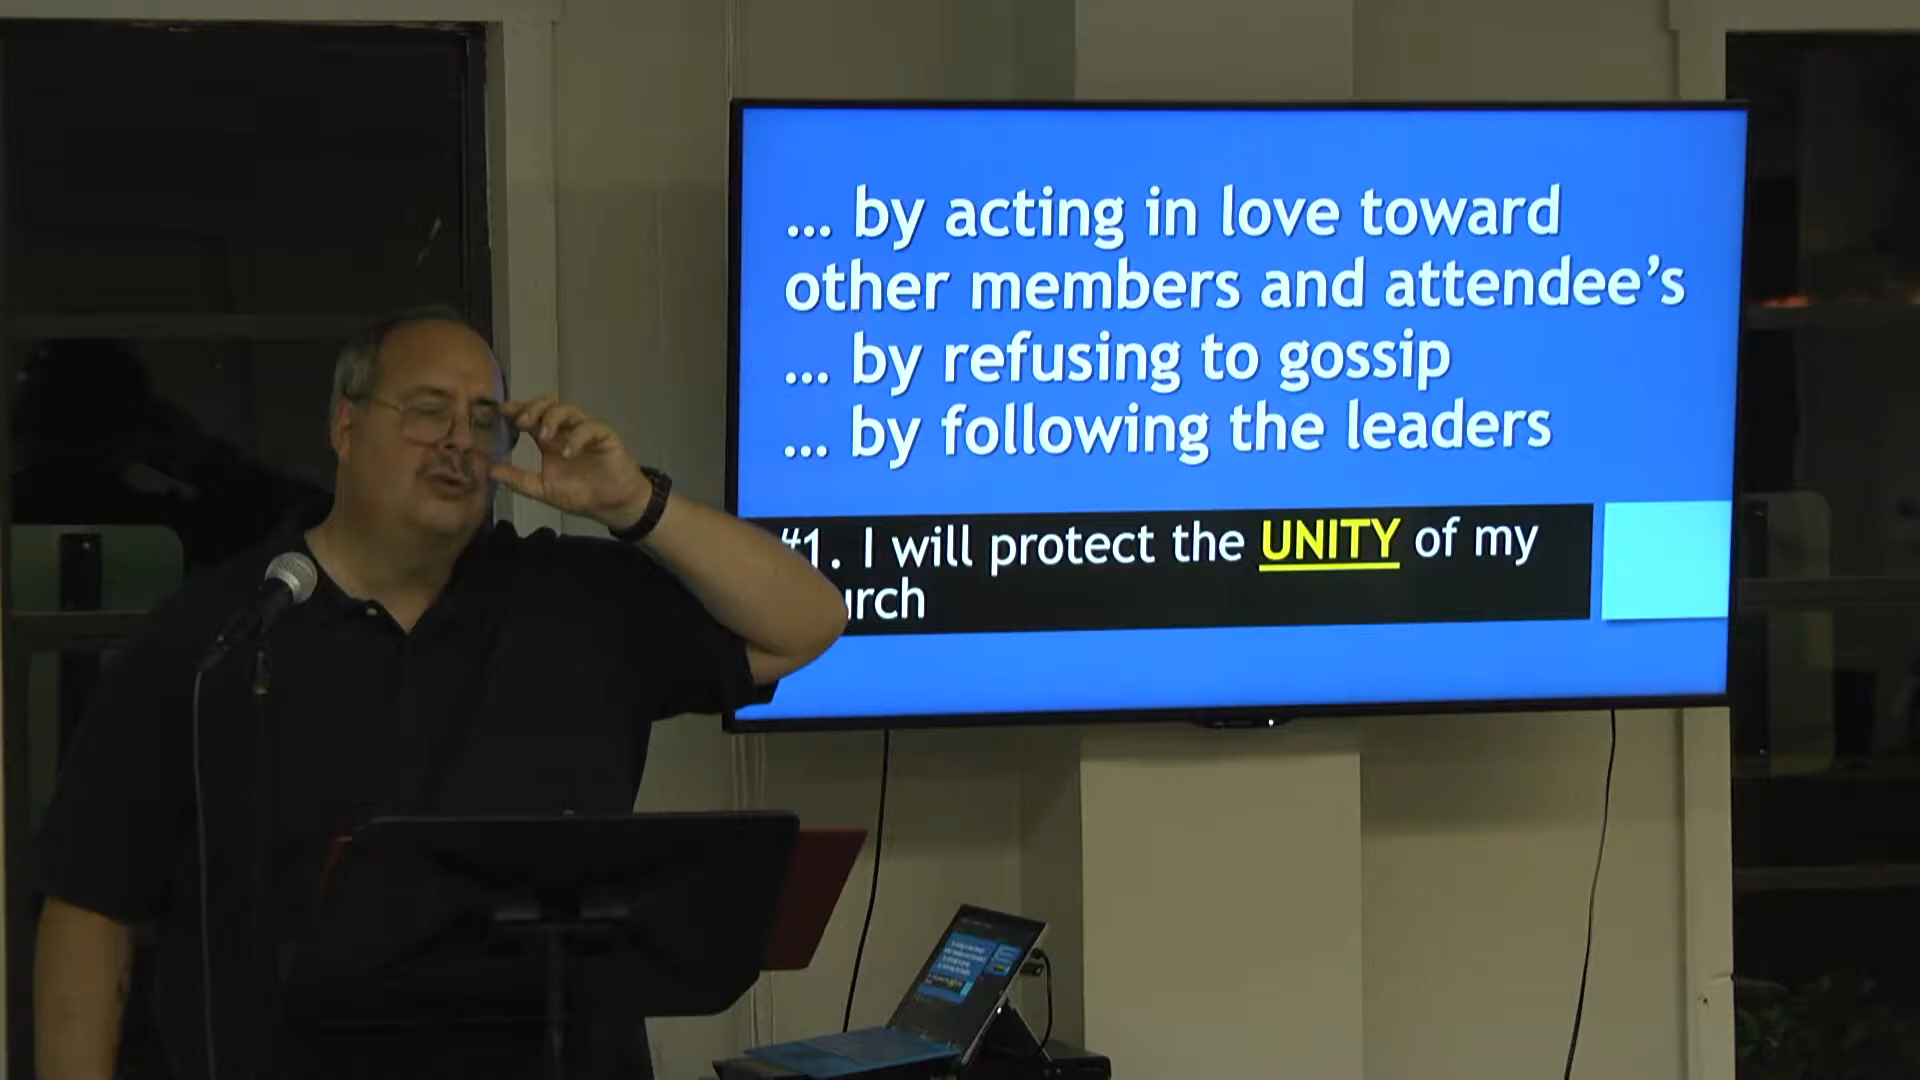 ... by acting in love toward
other members and attendee's
... by refusing to gossip
... by following the leaders
#1. I will protect the UNITY of my
urch